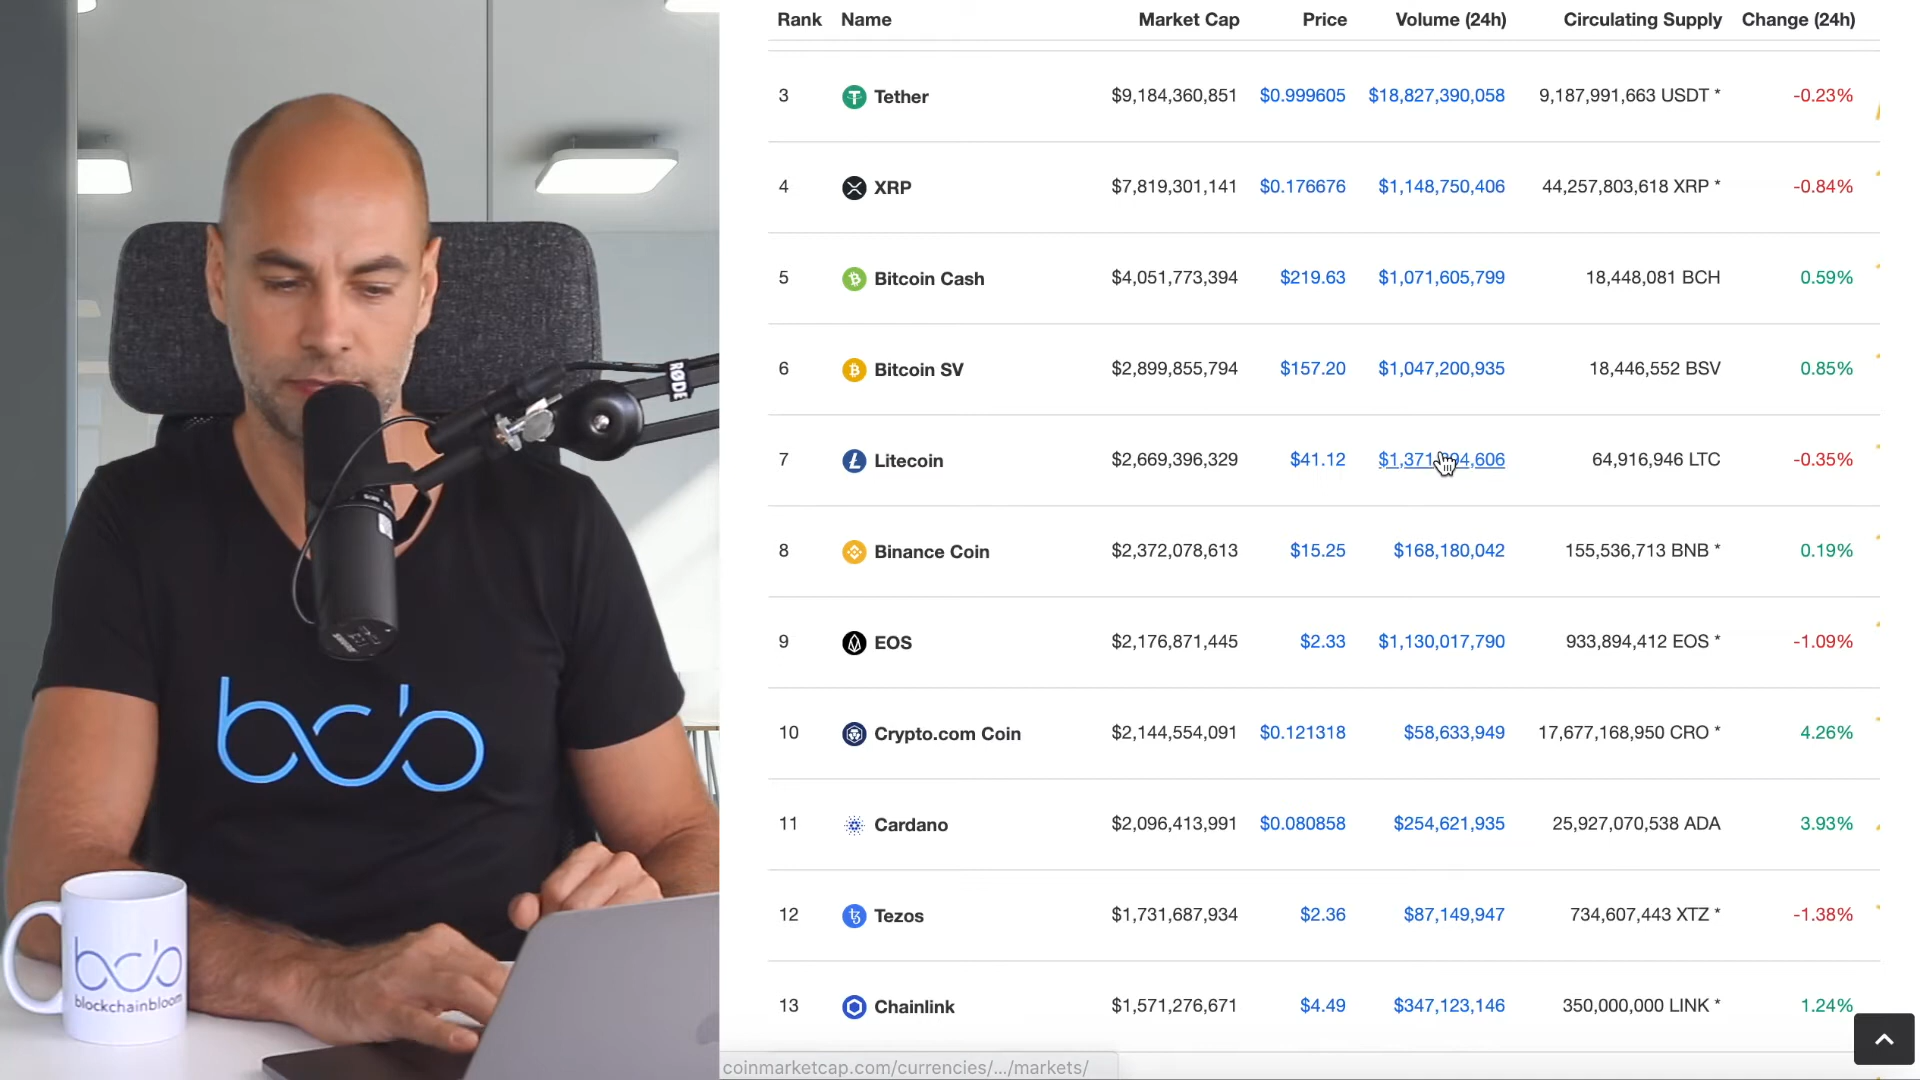 Rank Name Market Cap Price Volume (24h) Circulating Supply Change (24h)
3 Tether $9,184,360,851 $0.999605 $18,827,390,058 9,187,991,663 USDT * -0.23%
4 XRP $7,819,301,141 $0.176676 $1,148,750,406 44,257,803,618 XRP * -0.84%
5 Bitcoin Cash $4,051,773,394 $219.63 $1,071,605,799 18,448,081 BCH 0.59%
6 Bitcoin SV $2,899,855,794 $157.20 $1,047,200,935 18,446,552 BSV 0.85%
7 Litecoin $2,669,396,329 $41.12 64,916,946 LTC -0.35%
8 Binance Coin $2,372,078,613 $15.25 $168,180,042 155,536,713 BNB * 0.19%
9 EOS $2,176,871,445 $2.33 $1,130,017,790 933,894,412 EOS * -1.09%
10 Crypto.com Coin $2,144,554,091 $0.121318 $58,633,949 17,677,168,950 CRO * 4.26%
11 Cardano $2,096,413,991 $0.080858 $254,621,935 25,927,070,538 ADA 3.93%
12 Tezos $1,731,687,934 $2.36 $87,149,947 734,607,443 XTZ * -1.38%
13 Chainlink $1,571,276,671 $4.49 $347,123,146 350,000,000 LINK * 1.24%
coinmarketcap.com/currencies/.../markets/
RØDE
bcb
bcb
blockchainbloom